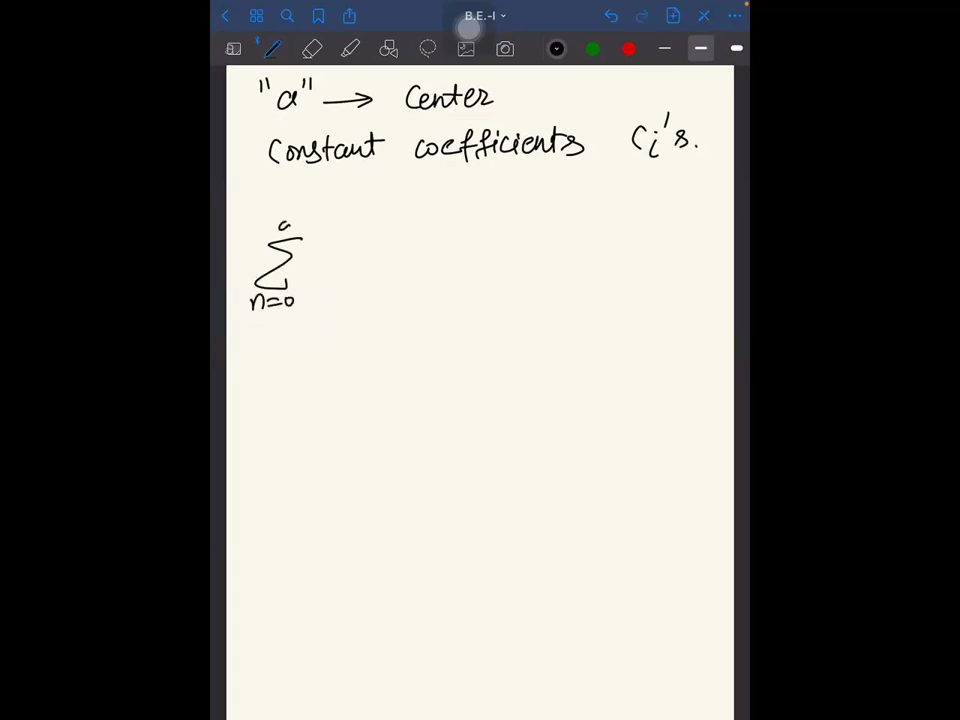 B.E.-I
"a" → Center
Constant coefficients Ci's.
a
∑
n=0